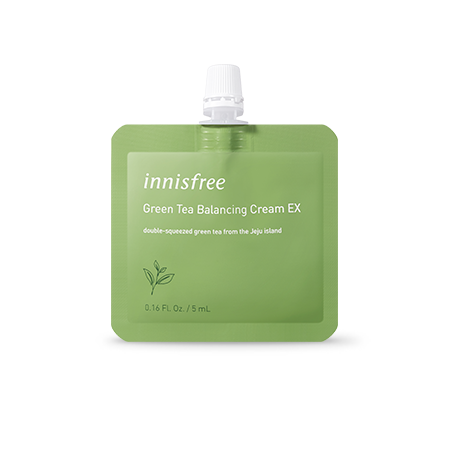 innisfree
Green Tea Balancing Cream EX
double-squeezed green tea from the Jeju island
0.16 FL Oz. / 5 mL